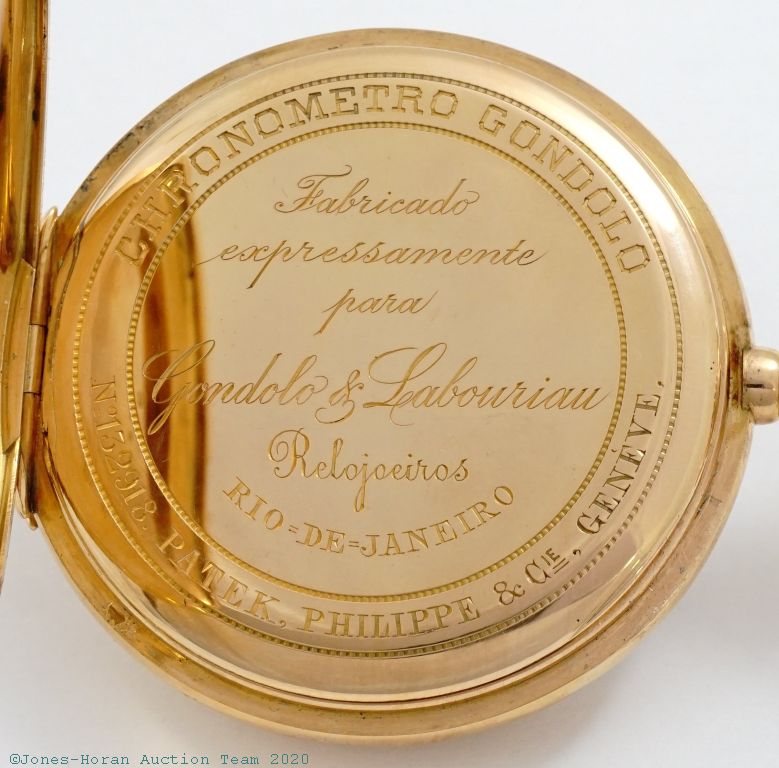 CHRONOMETRO GONDOLO
Fabricado
expressamente
para
Gondolo & Labouriau
Relojoeiros
RIO=DE=JANEIRO
No 132918, PATEK, PHILIPPE & CIE, GENÈVE,
©Jones-Horan Auction Team 2020